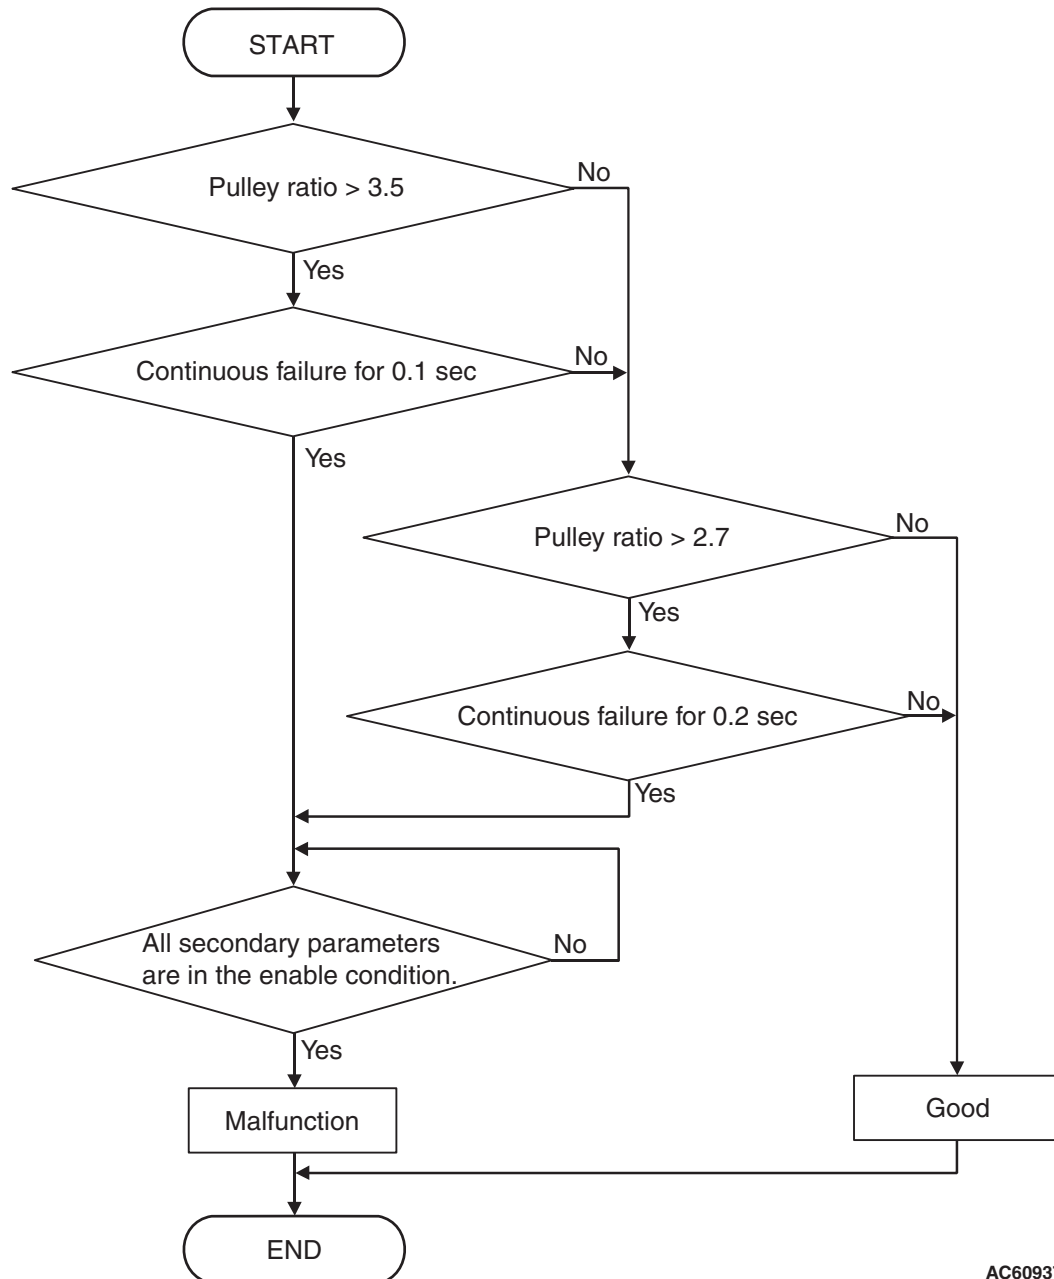 START
Pulley ratio > 3.5
No
Yes
Continuous failure for 0.1 sec
No
Yes
Pulley ratio > 2.7
No
Yes
Continuous failure for 0.2 sec
No
Yes
All secondary parameters
are in the enable condition.
No
Yes
Malfunction
Good
END